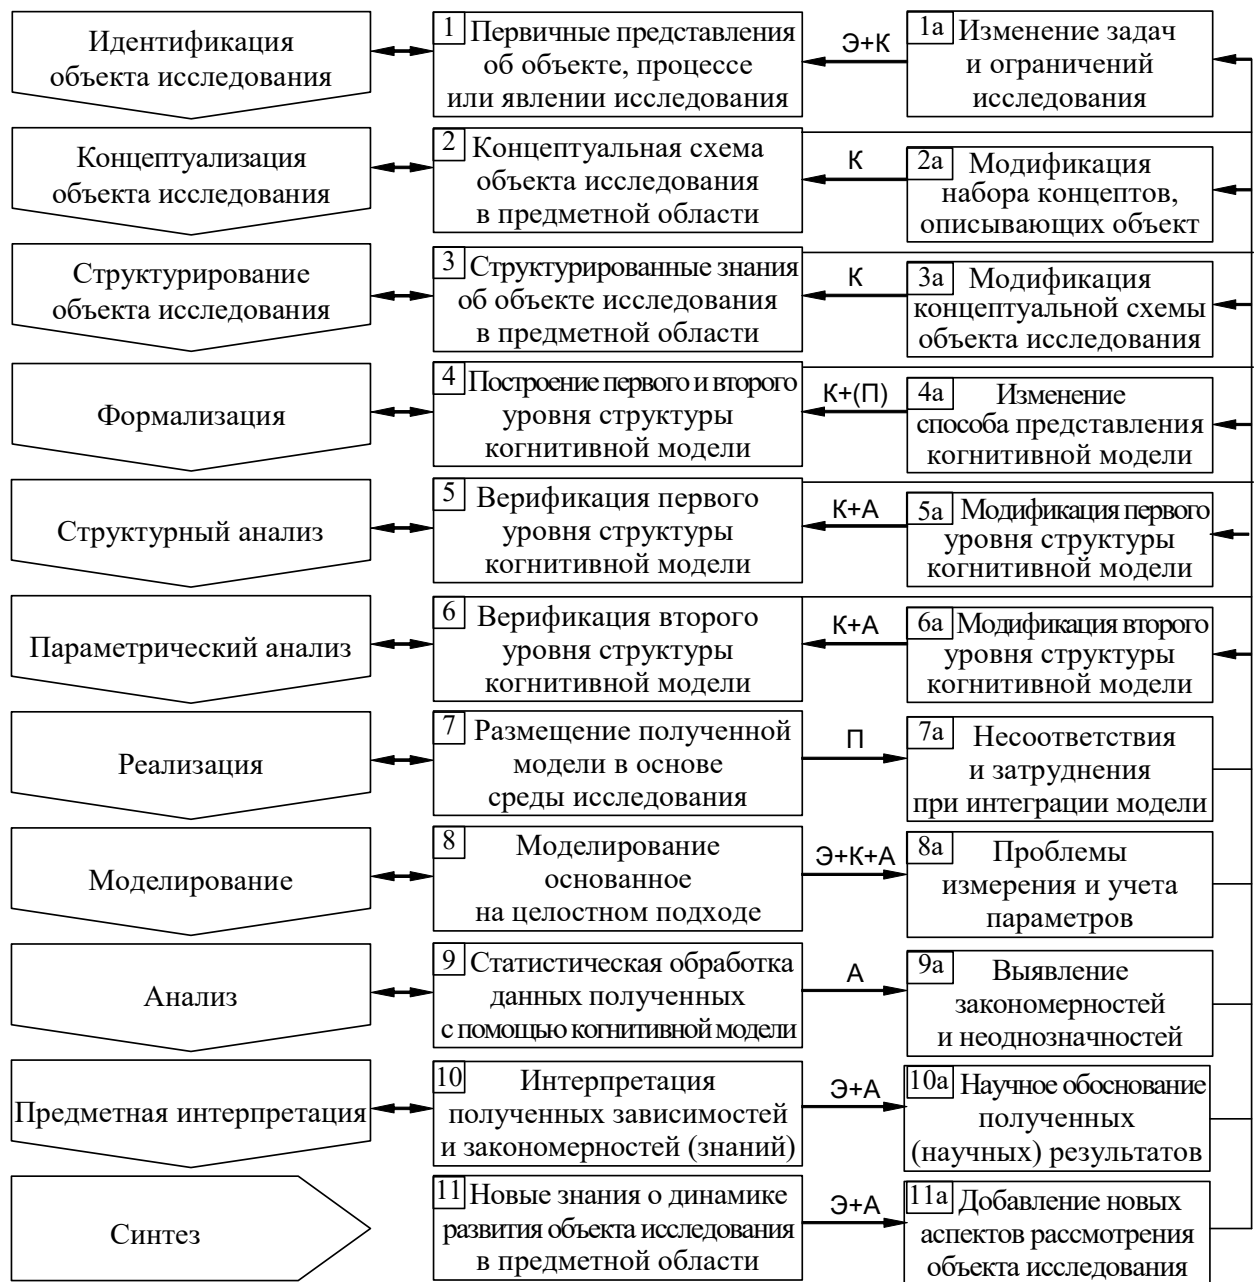 Идентификация
объекта исследования
1 Первичные представления
об объекте, процессе
или явлении исследования
Э+К
1а Изменение задач
и ограничений
исследования
Концептуализация
объекта исследования
2 Концептуальная схема
объекта исследования
в предметной области
К
2а Модификация
набора концептов,
описывающих объект
Структурирование
объекта исследования
3 Структурированные знания
об объекте исследования
в предметной области
К
3а Модификация
концептуальной схемы
объекта исследования
Формализация
4 Построение первого и второго
уровня структуры
когнитивной модели
К+(П)
4а Изменение
способа представления
когнитивной модели
Структурный анализ
5 Верификация первого
уровня структуры
когнитивной модели
К+А
5а Модификация первого
уровня структуры
когнитивной модели
Параметрический анализ
6 Верификация второго
уровня структуры
когнитивной модели
К+А
6а Модификация второго
уровня структуры
когнитивной модели
Реализация
7 Размещение полученной
модели в основе
среды исследования
П
7а Несоответствия
и затруднения
при интеграции модели
Моделирование
8 Моделирование
основанное
на целостном подходе
Э+К+А
8а Проблемы
измерения и учета
параметров
Анализ
9 Статистическая обработка
данных полученных
с помощью когнитивной модели
А
9а Выявление
закономерностей
и неоднозначностей
Предметная интерпретация
10 Интерпретация
полученных зависимостей
и закономерностей (знаний)
Э+А
10а Научное обоснование
полученных
(научных) результатов
Синтез
11 Новые знания о динамике
развития объекта исследования
в предметной области
Э+А
11а Добавление новых
аспектов рассмотрения
объекта исследования